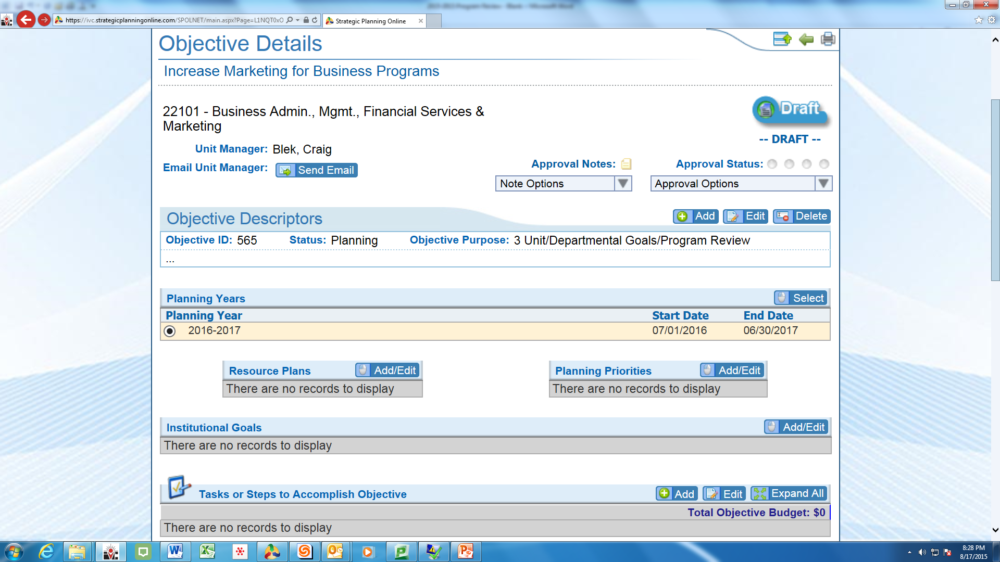 https://ivc.strategicplanningonline.com/SPOLNET/main.aspx?Page=L1NQT0xO
Strategic Planning Online
Objective Details
Increase Marketing for Business Programs
22101 - Business Admin., Mgmt., Financial Services &
Marketing
Draft
-- DRAFT --
Unit Manager: Blek, Craig
Email Unit Manager: Send Email
Approval Notes:
Approval Status:
Note Options
Approval Options
Objective Descriptors
Add Edit Delete
Objective ID: 565 Status: Planning Objective Purpose: 3 Unit/Departmental Goals/Program Review
...
Planning Years Select
Planning Year Start Date End Date
2016-2017 07/01/2016 06/30/2017
Resource Plans Add/Edit
There are no records to display
Planning Priorities Add/Edit
There are no records to display
Institutional Goals Add/Edit
There are no records to display
Tasks or Steps to Accomplish Objective Add Edit Expand All
Total Objective Budget: $0
There are no records to display
8:28 PM
8/17/2015